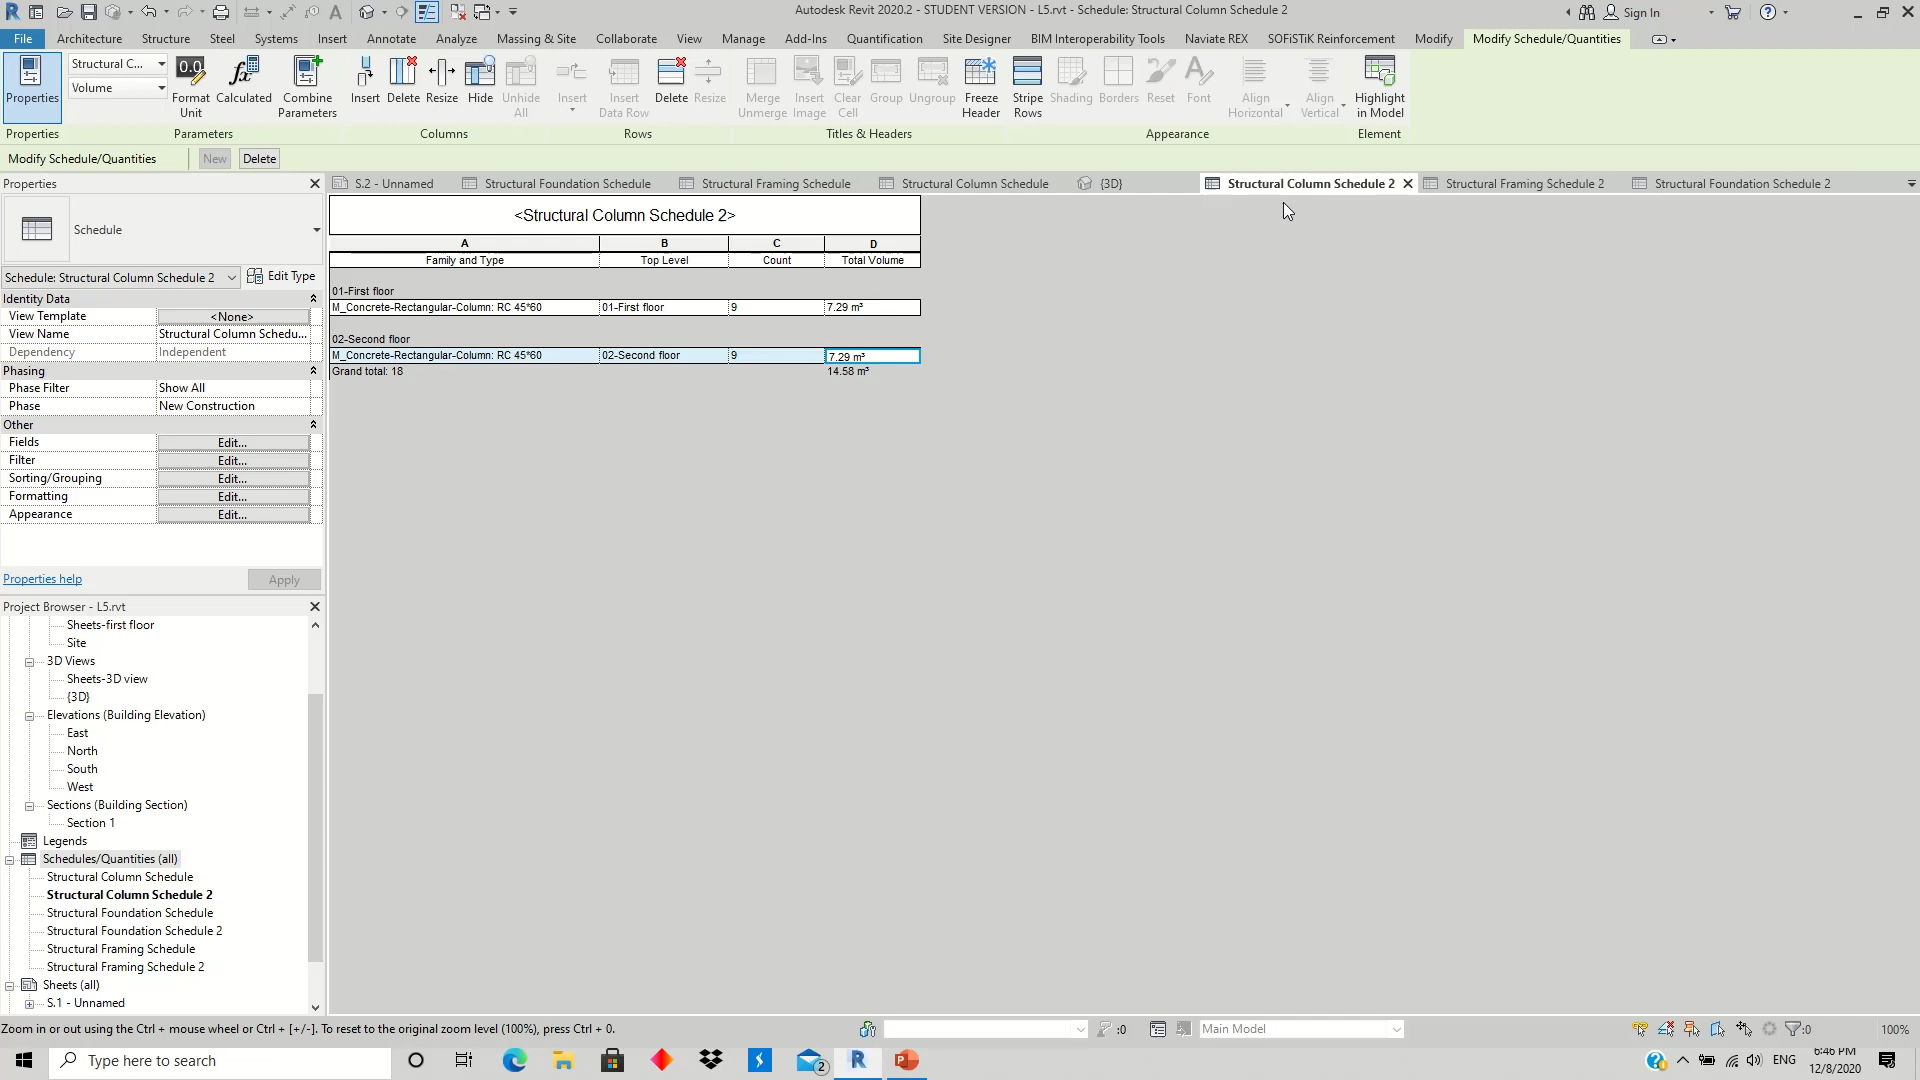 Autodesk Revit 2020.2 - STUDENT VERSION - L5.rvt - Schedule: Structural Column Schedule 2
Sign In
File Architecture Structure Steel Systems Insert Annotate Analyze Massing & Site Collaborate View Manage Add-Ins Quantification Site Designer BIM Interoperability Tools Naviate REX SOFiSTiK Reinforcement Modify Modify Schedule/Quantities
Structural C...
Volume
Properties
Format Unit
Calculated
Combine Parameters
Insert
Delete
Resize
Hide
Unhide All
Insert
Insert Data Row
Delete
Resize
Merge Unmerge
Insert Image
Clear Cell
Group
Ungroup
Freeze Header
Stripe Rows
Shading
Borders
Reset
Font
Align Horizontal
Align Vertical
Highlight in Model
Properties Parameters Columns Rows Titles & Headers Appearance Element
Modify Schedule/Quantities New Delete
Properties
S.2 - Unnamed Structural Foundation Schedule Structural Framing Schedule Structural Column Schedule {3D} Structural Column Schedule 2 Structural Framing Schedule 2 Structural Foundation Schedule 2
Schedule
Schedule: Structural Column Schedule 2 Edit Type
Identity Data
View Template <None>
View Name Structural Column Schedu...
Dependency Independent
Phasing
Phase Filter Show All
Phase New Construction
Other
Fields Edit...
Filter Edit...
Sorting/Grouping Edit...
Formatting Edit...
Appearance Edit...
Properties help Apply
<Structural Column Schedule 2>
A B C D
Family and Type Top Level Count Total Volume
01-First floor
M_Concrete-Rectangular-Column: RC 45*60 01-First floor 9 7.29 m³
02-Second floor
M_Concrete-Rectangular-Column: RC 45*60 02-Second floor 9 7.29 m³
Grand total: 18 14.58 m³
Project Browser - L5.rvt
Sheets-first floor
Site
3D Views
Sheets-3D view
{3D}
Elevations (Building Elevation)
East
North
South
West
Sections (Building Section)
Section 1
Legends
Schedules/Quantities (all)
Structural Column Schedule
Structural Column Schedule 2
Structural Foundation Schedule
Structural Foundation Schedule 2
Structural Framing Schedule
Structural Framing Schedule 2
Sheets (all)
S.1 - Unnamed
Zoom in or out using the Ctrl + mouse wheel or Ctrl + [+/-]. To reset to the original zoom level (100%), press Ctrl + 0.
:0
Main Model
:0
100%
Type here to search
2
ENG
6:46 PM
12/8/2020